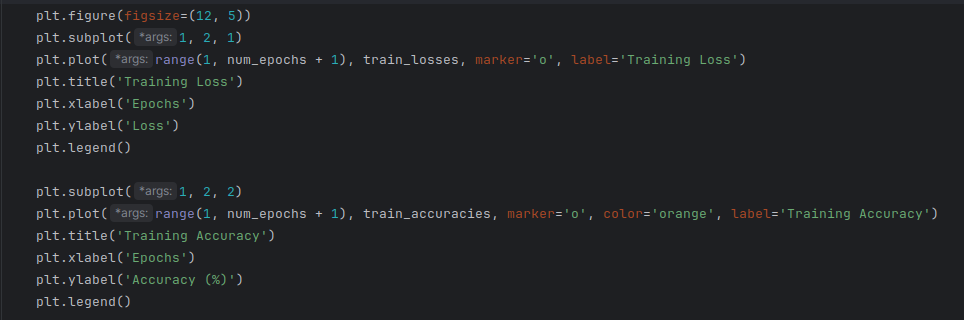 plt.figure(figsize=(12, 5))
plt.subplot( *args: 1, 2, 1)
plt.plot( *args: range(1, num_epochs + 1), train_losses, marker='o', label='Training Loss')
plt.title('Training Loss')
plt.xlabel('Epochs')
plt.ylabel('Loss')
plt.legend()
plt.subplot( *args: 1, 2, 2)
plt.plot( *args: range(1, num_epochs + 1), train_accuracies, marker='o', color='orange', label='Training Accuracy')
plt.title('Training Accuracy')
plt.xlabel('Epochs')
plt.ylabel('Accuracy (%)')
plt.legend()